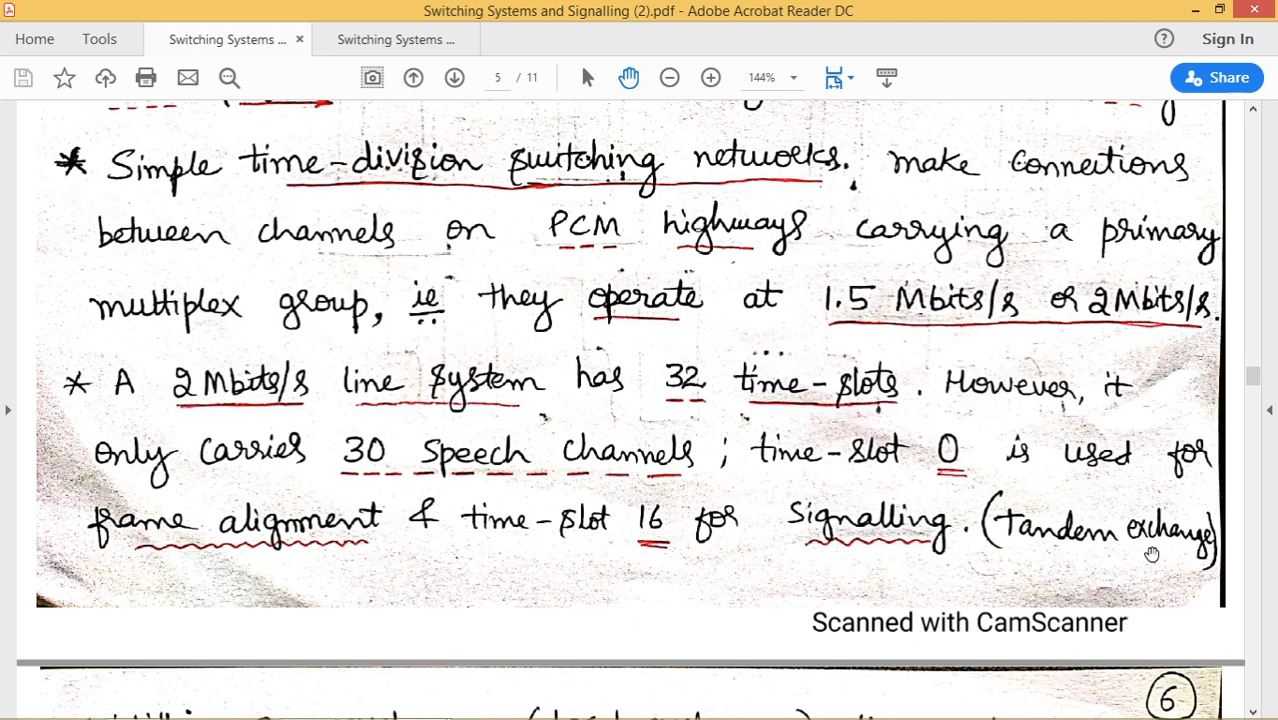 Switching Systems and Signalling (2).pdf - Adobe Acrobat Reader DC
Home Tools Switching Systems ... × Switching Systems ... Sign In
5 / 11 144% Share
* Simple time-division switching networks. make connections
between channels on PCM highways carrying a primary
multiplex group, ie they operate at 1.5 Mbits/s or 2Mbits/s.
* A 2Mbits/s line system has 32 time-slots. However, it
only carries 30 speech channels; time-slot 0 is used for
frame alignment & time-slot 16 for signalling. (Tandem exchange)
Scanned with CamScanner
6